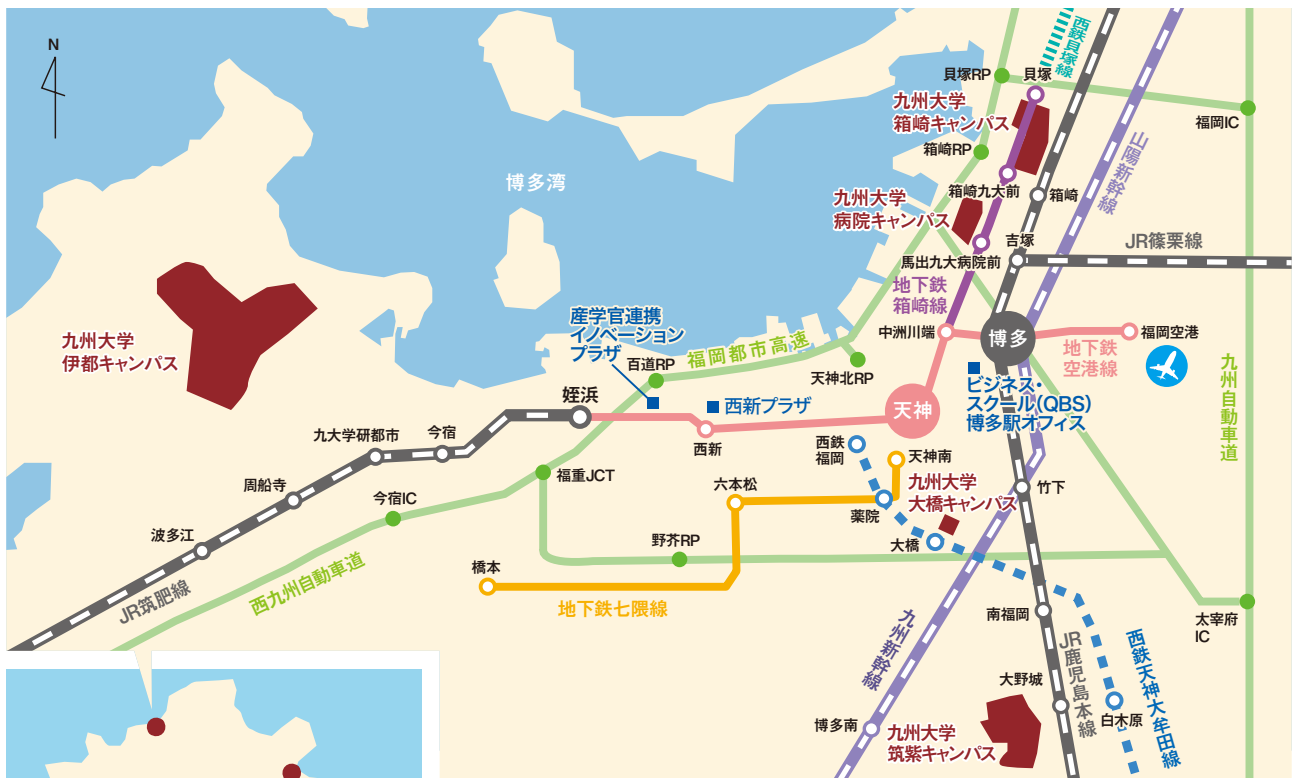 N
西鉄貝塚線
貝塚RP
貝塚
九州大学
箱崎キャンパス
福岡IC
箱崎RP
山陽新幹線
博多湾
箱崎九大前
箱崎
九州大学
病院キャンパス
吉塚
JR篠栗線
馬出九大病院前
地下鉄
箱崎線
九州大学
伊都キャンパス
産学官連携
イノベーション
プラザ
中洲川端
博多
福岡空港
地下鉄
空港線
福岡都市高速
百道RP
天神北RP
九州自動車道
ビジネス・
スクール(QBS)
博多駅オフィス
姪浜
西新プラザ
天神
西新
九大学研都市
今宿
西鉄
福岡
天神南
福重JCT
周船寺
今宿IC
六本松
九州大学
大橋キャンパス
竹下
薬院
波多江
野芥RP
大橋
橋本
JR筑肥線
西九州自動車道
地下鉄七隈線
南福岡
太宰府
IC
九州新幹線
JR鹿児島本線
西鉄天神大牟田線
大野城
白木原
博多南
九州大学
筑紫キャンパス